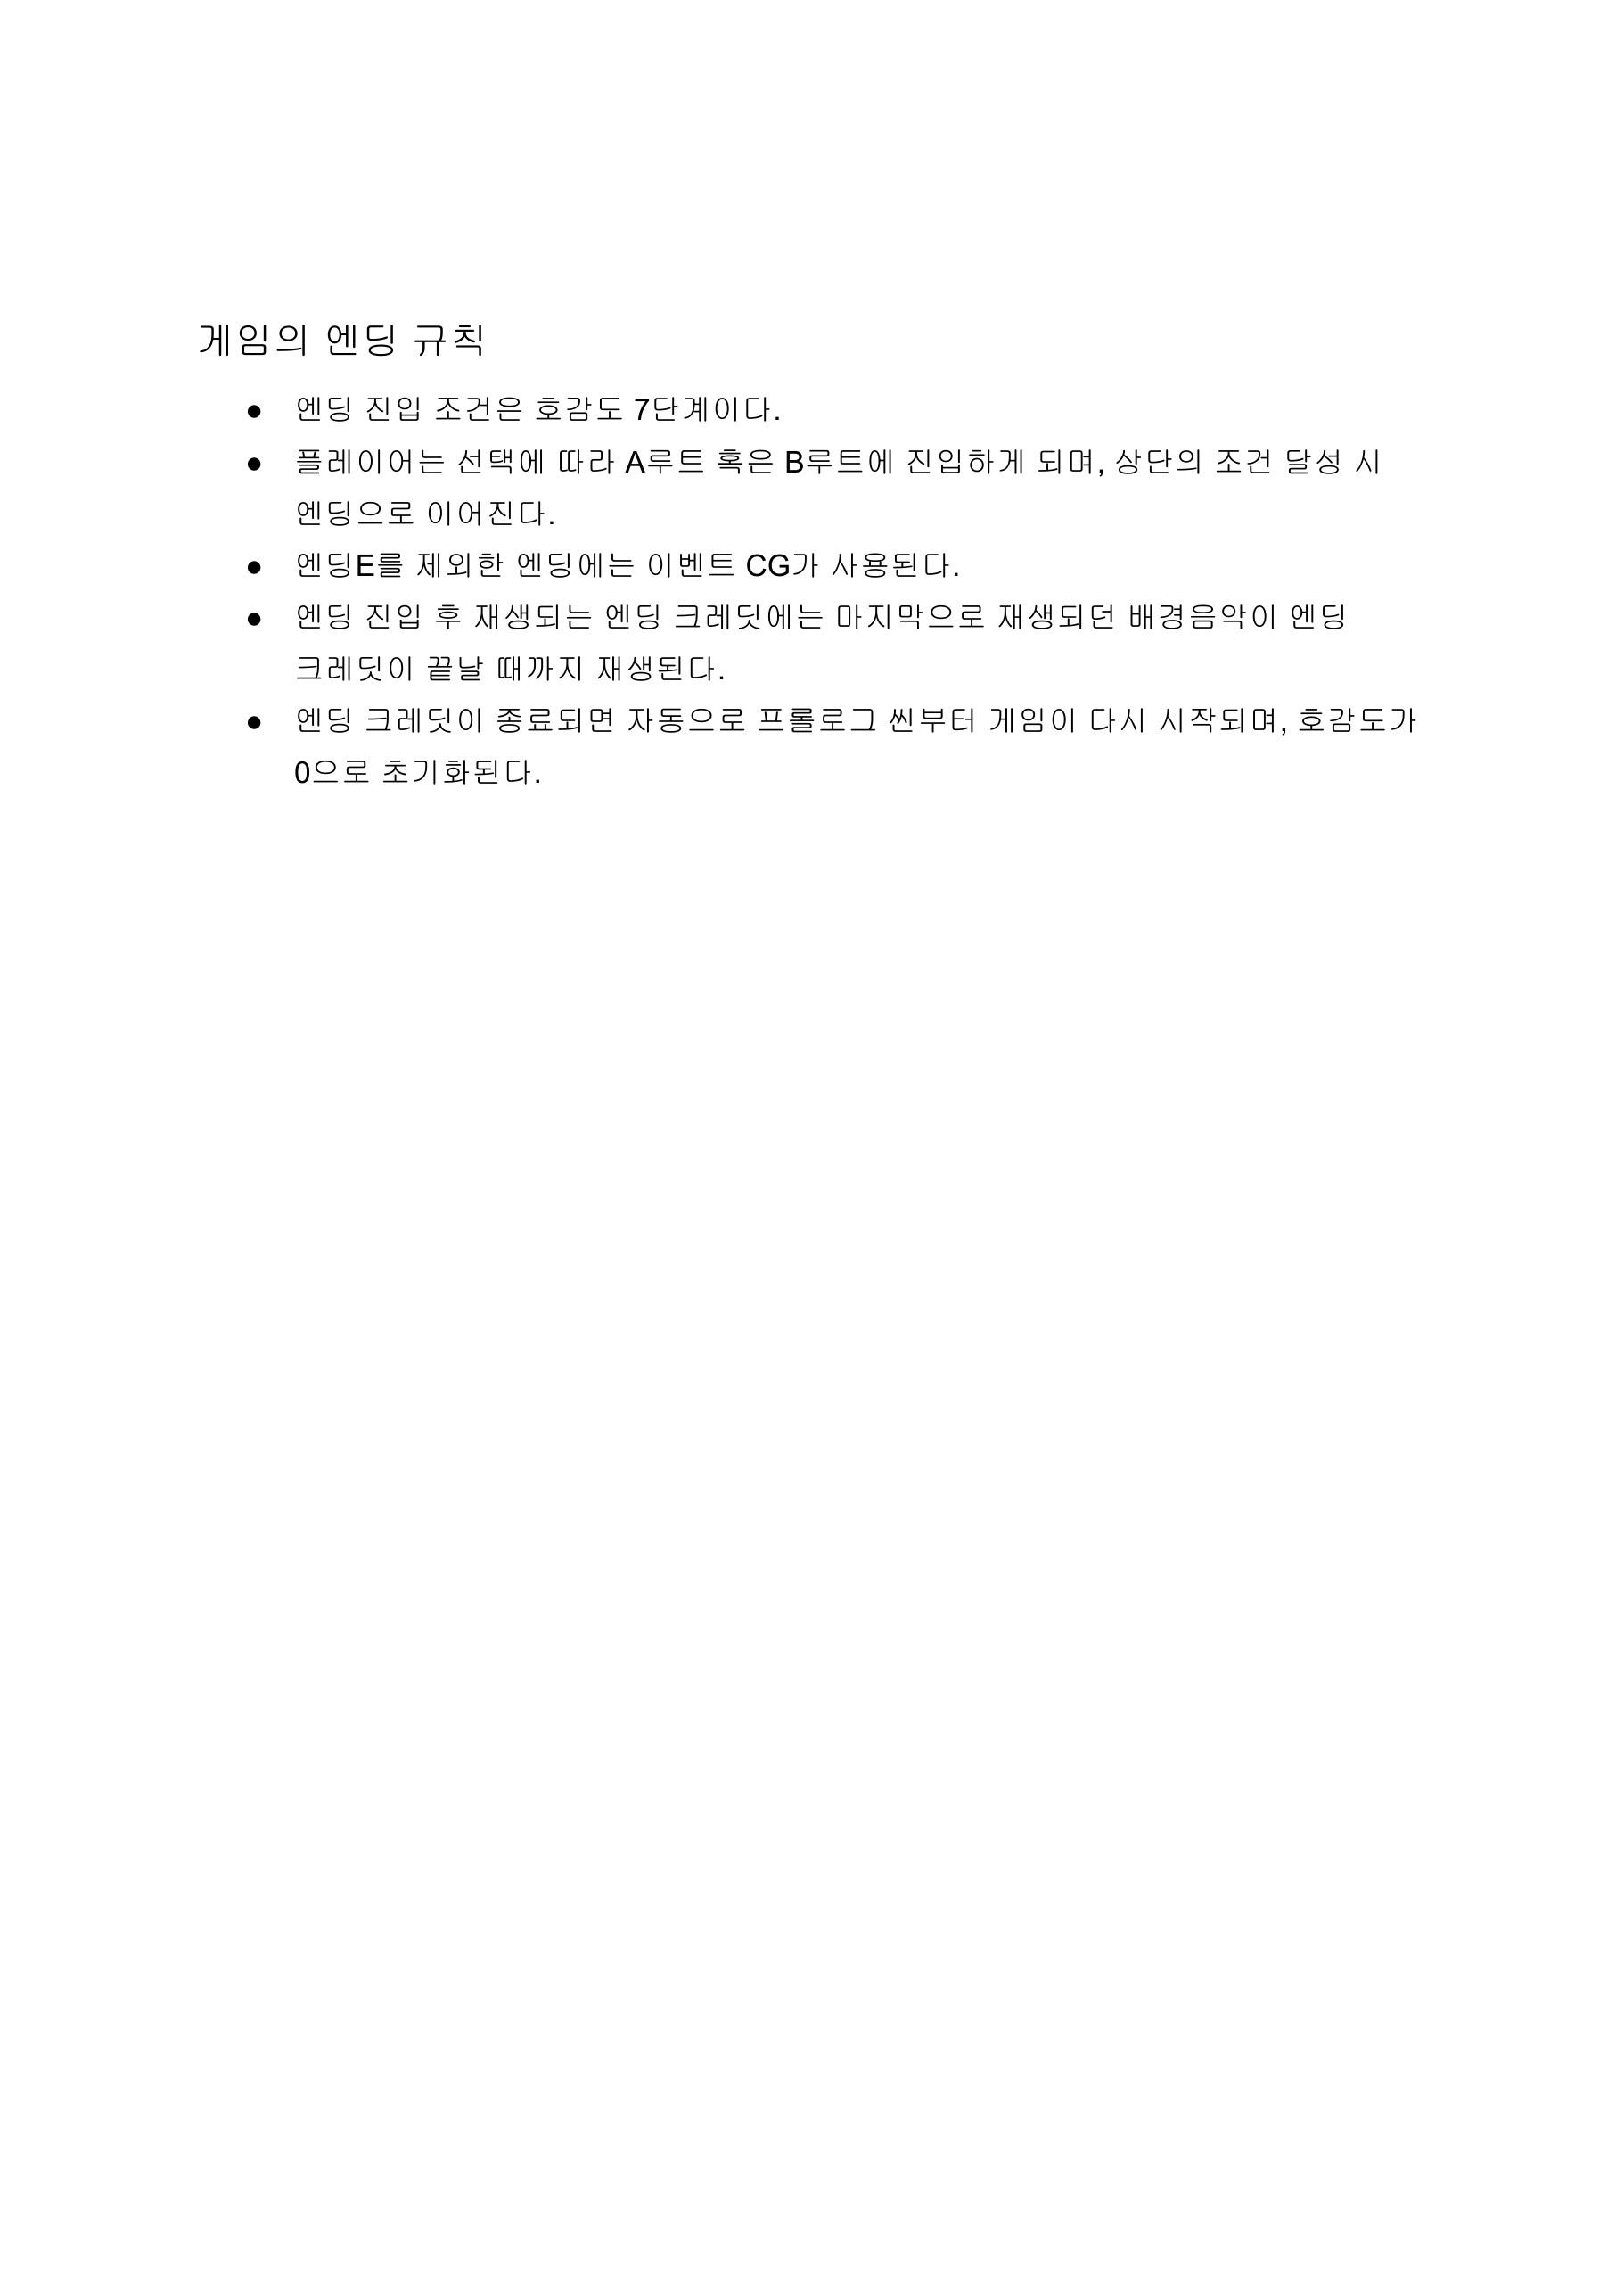 게임의 엔딩 규칙
● 엔딩 진입 조건은 호감도 7단계이다.
● 플레이어는 선택에 따라 A루트 혹은 B루트에 진입하게 되며, 상단의 조건 달성 시
엔딩으로 이어진다.
● 엔딩E를 제외한 엔딩에는 이벤트 CG가 사용된다.
● 엔딩 진입 후 재생되는 엔딩 크레딧에는 마지막으로 재생되던 배경음악이 엔딩
크레딧이 끝날 때까지 재생된다.
● 엔딩 크레딧이 종료되면 자동으로 프롤로그 씬부터 게임이 다시 시작되며, 호감도가
0으로 초기화된다.